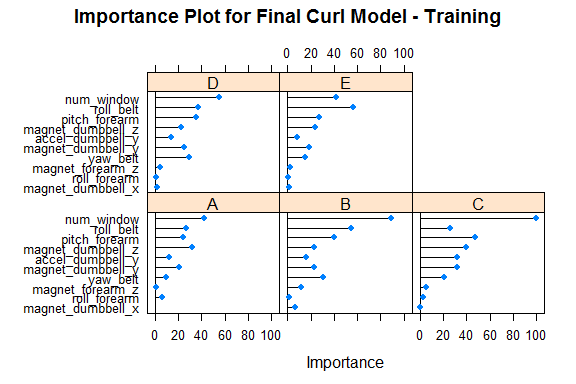 Importance Plot for Final Curl Model - Training
0 20 40 60 80 100
D E
num_window
roll_belt
pitch_forearm
magnet_dumbbell_z
accel_dumbbell_y
magnet_dumbbell_y
yaw_belt
magnet_forearm_z
roll_forearm
magnet_dumbbell_x
A B C
num_window
roll_belt
pitch_forearm
magnet_dumbbell_z
accel_dumbbell_y
magnet_dumbbell_y
yaw_belt
magnet_forearm_z
roll_forearm
magnet_dumbbell_x
0 20 40 60 80 100 0 20 40 60 80 100
Importance